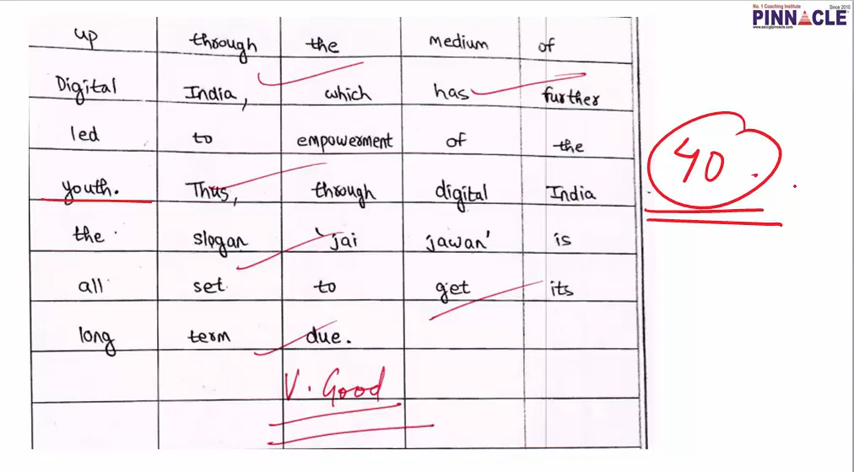 No. 1 Coaching Institute
Since 2010
PINNACLE
up through the medium of
Digital India, which has further
led to empowerment of the
youth. Thus, through digital India
the slogan 'jai jawan' is
all set to get its
long term due.
V. Good
40